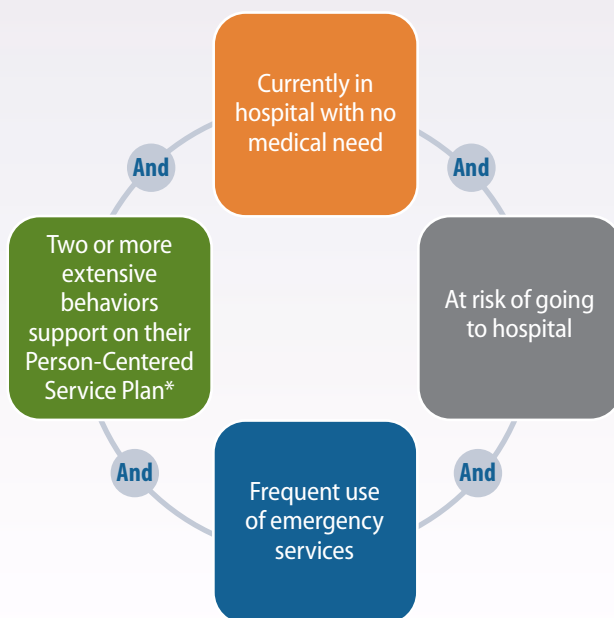 Currently in
hospital with no
medical need
And
And
Two or more
extensive
behaviors
support on their
Person-Centered
Service Plan*
At risk of going
to hospital
And
And
Frequent use
of emergency
services